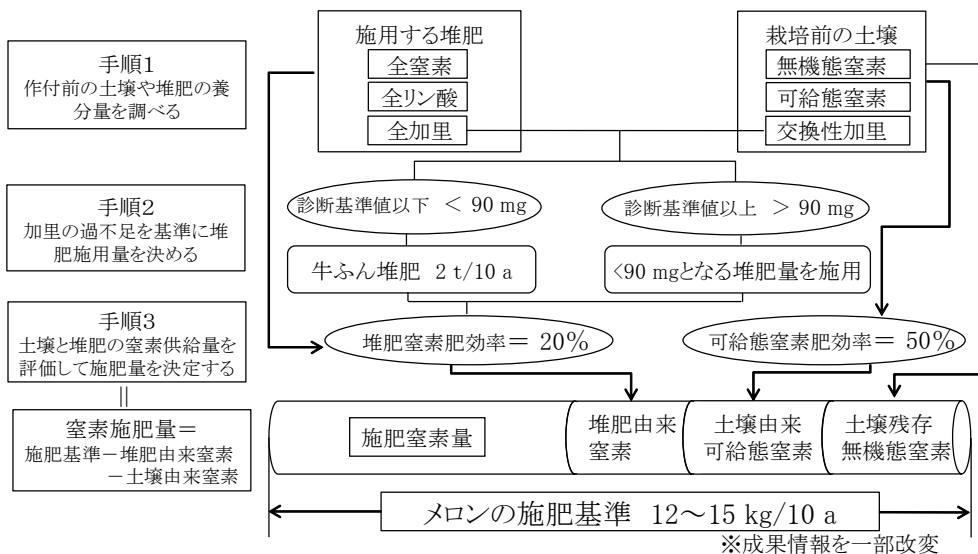 手順1
作付前の土壌や堆肥の養
分量を調べる
施用する堆肥
全窒素
全リン酸
全加里
栽培前の土壌
無機態窒素
可給態窒素
交換性加里
手順2
加里の過不足を基準に堆
肥施用量を決める
診断基準値以下 < 90 mg
診断基準値以上 > 90 mg
牛ふん堆肥 2 t/10 a
<90 mgとなる堆肥量を施用
手順3
土壌と堆肥の窒素供給量を
評価して施肥量を決定する
堆肥窒素肥効率= 20%
可給態窒素肥効率= 50%
||
窒素施肥量=
施肥基準-堆肥由来窒素
-土壌由来窒素
施肥窒素量
堆肥由来
窒素
土壌由来
可給態窒素
土壌残存
無機態窒素
メロンの施肥基準 12~15 kg/10 a
※成果情報を一部改変